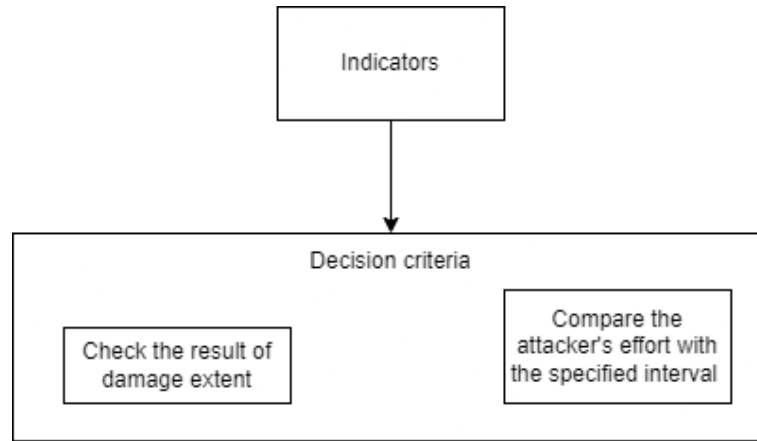 Indicators
Decision criteria
Check the result of
damage extent
Compare the
attacker's effort with
the specified interval